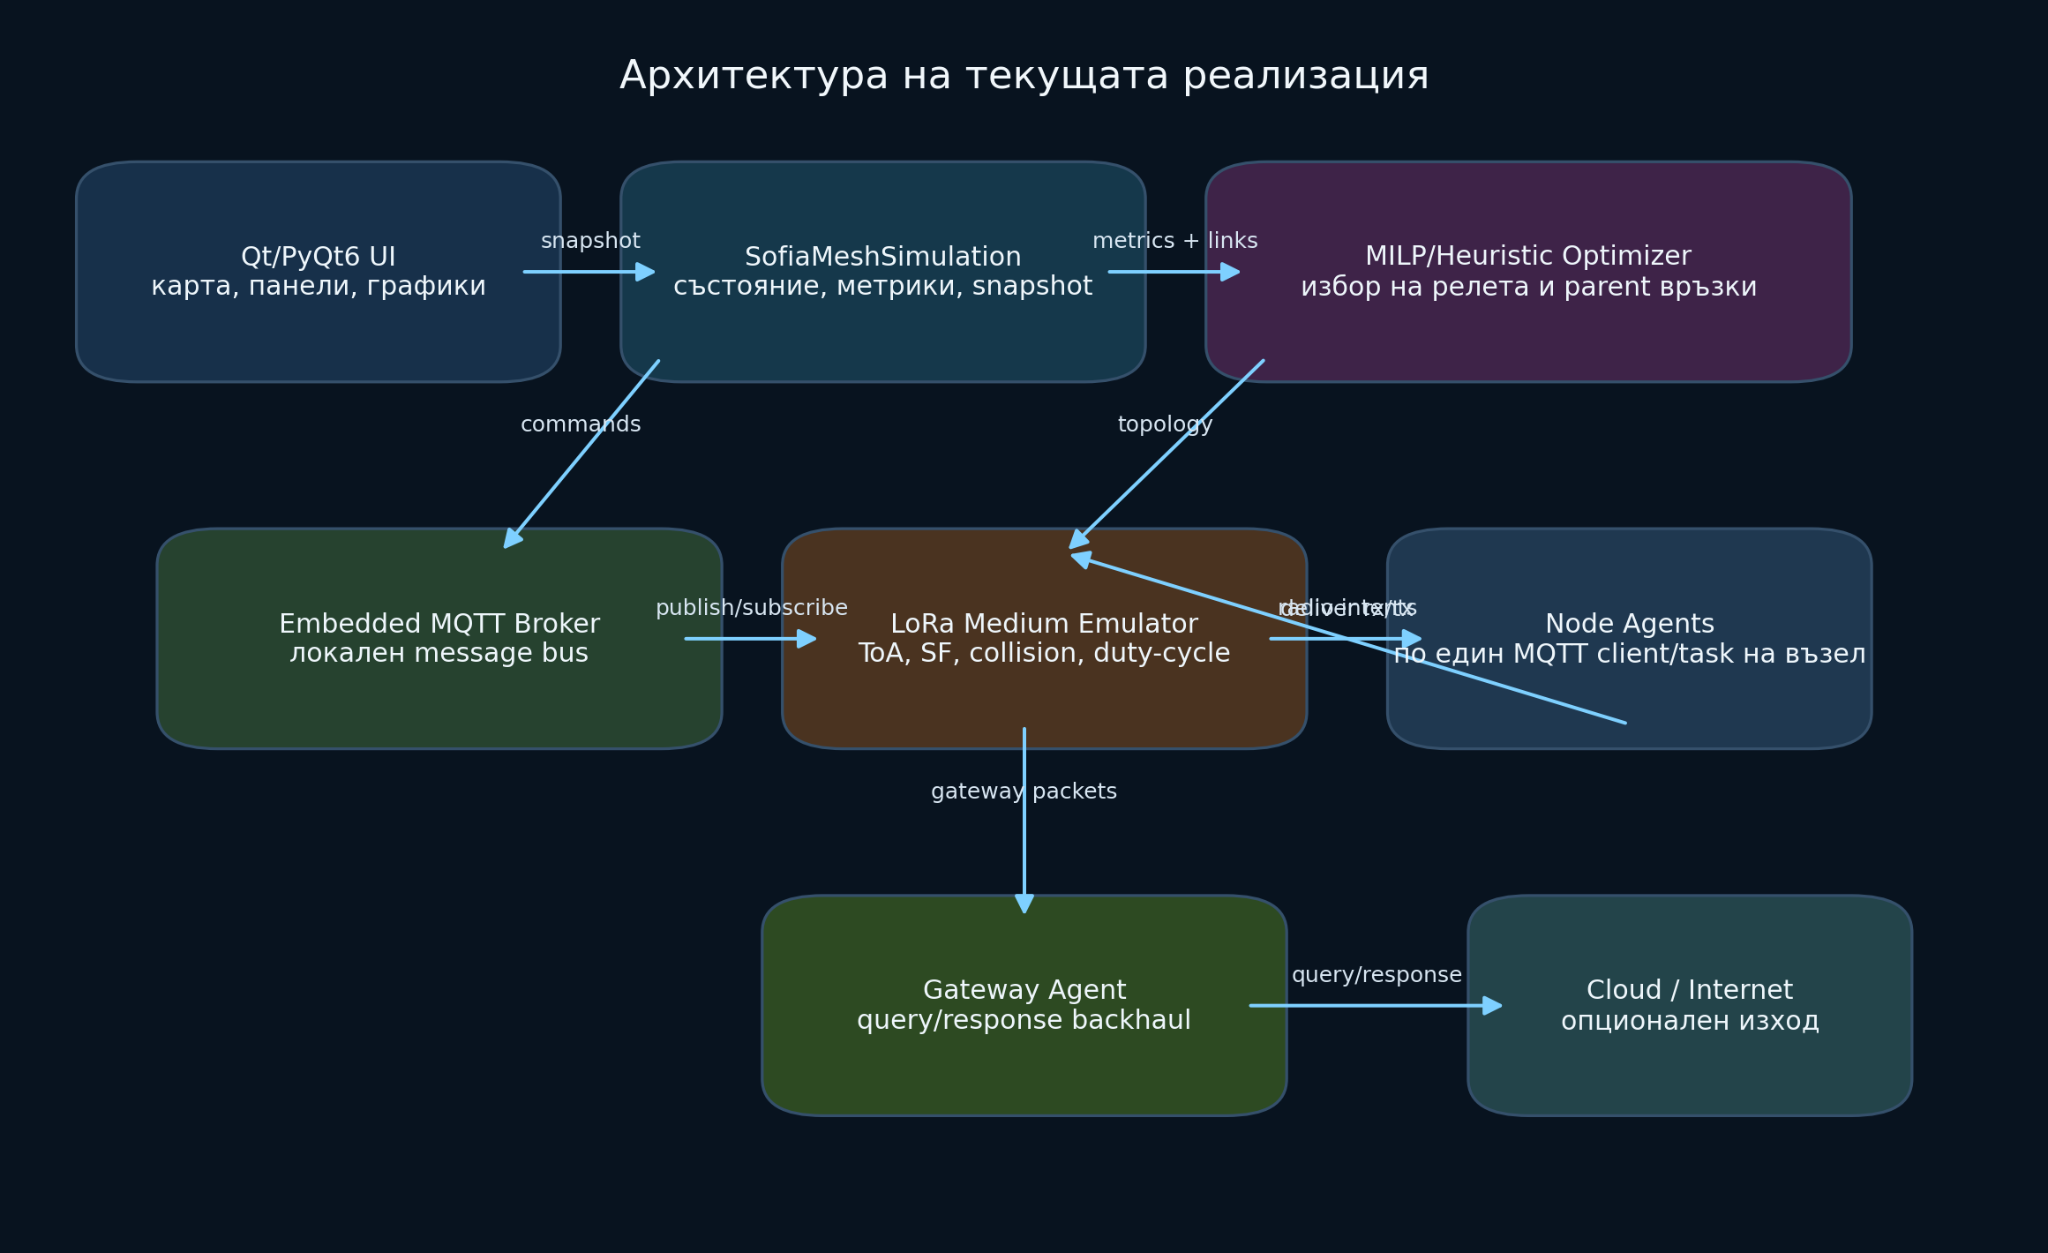 Архитектура на текущата реализация
Qt/PyQt6 UI
карта, панели, графики
snapshot
SofiaMeshSimulation
състояние, метрики, snapshot
metrics + links
MILP/Heuristic Optimizer
избор на релета и parent връзки
commands
topology
Embedded MQTT Broker
локален message bus
publish/subscribe
LoRa Medium Emulator
ToA, SF, collision, duty-cycle
Node Agents
по един MQTT client/task на възел
gateway packets
Gateway Agent
query/response backhaul
query/response
Cloud / Internet
опционален изход